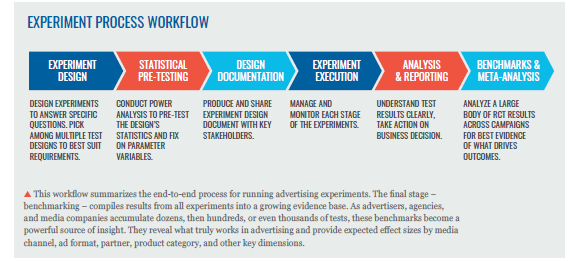 EXPERIMENT PROCESS WORKFLOW
EXPERIMENT
DESIGN
STATISTICAL
PRE-TESTING
DESIGN
DOCUMENTATION
EXPERIMENT
EXECUTION
ANALYSIS
& REPORTING
BENCHMARKS &
META-ANALYSIS
DESIGN EXPERIMENTS
TO ANSWER SPECIFIC
QUESTIONS. PICK
AMONG MULTIPLE TEST
DESIGNS TO BEST SUIT
REQUIREMENTS.
CONDUCT POWER
ANALYSIS TO PRE-TEST
THE DESIGN'S
STATISTICS AND FIX
ON PARAMETER
VARIABLES.
PRODUCE AND SHARE
EXPERIMENT DESIGN
DOCUMENT WITH KEY
STAKEHOLDERS.
MANAGE AND
MONITOR EACH STAGE
OF THE EXPERIMENTS.
UNDERSTAND TEST
RESULTS CLEARLY,
TAKE ACTION ON
BUSINESS DECISION.
ANALYZE A LARGE
BODY OF RCT RESULTS
ACROSS CAMPAIGNS
FOR BEST EVIDENCE
OF WHAT DRIVES
OUTCOMES.
▲ This workflow summarizes the end-to-end process for running advertising experiments. The final stage –
benchmarking – compiles results from all experiments into a growing evidence base. As advertisers, agencies,
and media companies accumulate dozens, then hundreds, or even thousands of tests, these benchmarks become a
powerful source of insight. They reveal what truly works in advertising and provide expected effect sizes by media
channel, ad format, partner, product category, and other key dimensions.